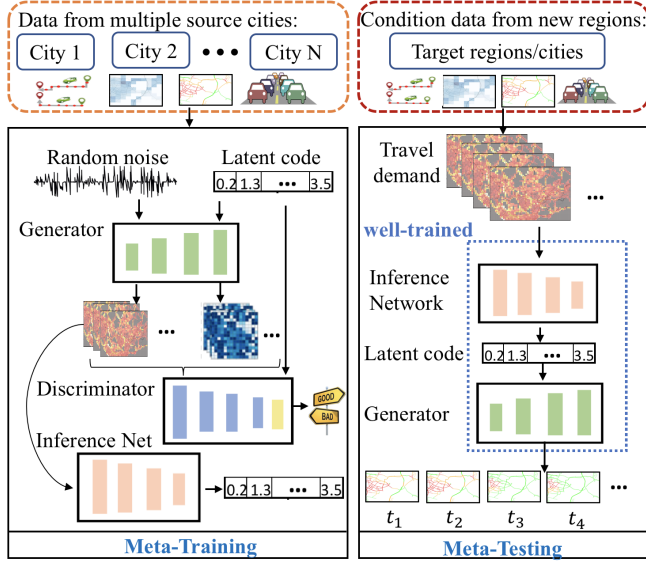 Data from multiple source cities:
City 1
City 2
•••
City N
Random noise
Latent code
0.2 1.3 ••• 3.5
Generator
•••
•••
Discriminator
GOOD
BAD
Inference Net
0.2 1.3 ••• 3.5
Meta-Training
Condition data from new regions:
Target regions/cities
Travel
demand
•••
well-trained
Inference
Network
Latent code
0.2 1.3 ••• 3.5
Generator
•••
t₁ t₂ t₃ t₄
Meta-Testing